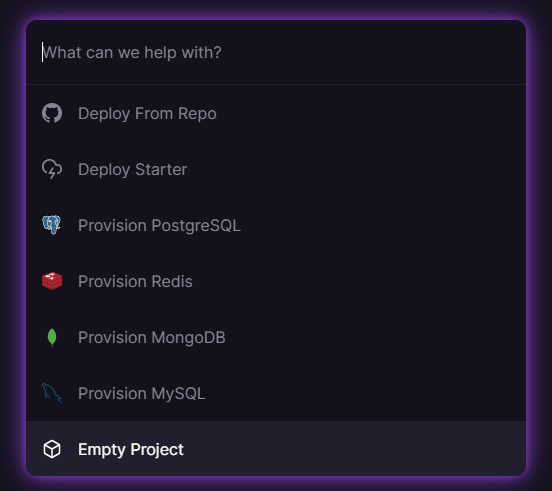 What can we help with?
Deploy From Repo
Deploy Starter
Provision PostgreSQL
Provision Redis
Provision MongoDB
Provision MySQL
Empty Project